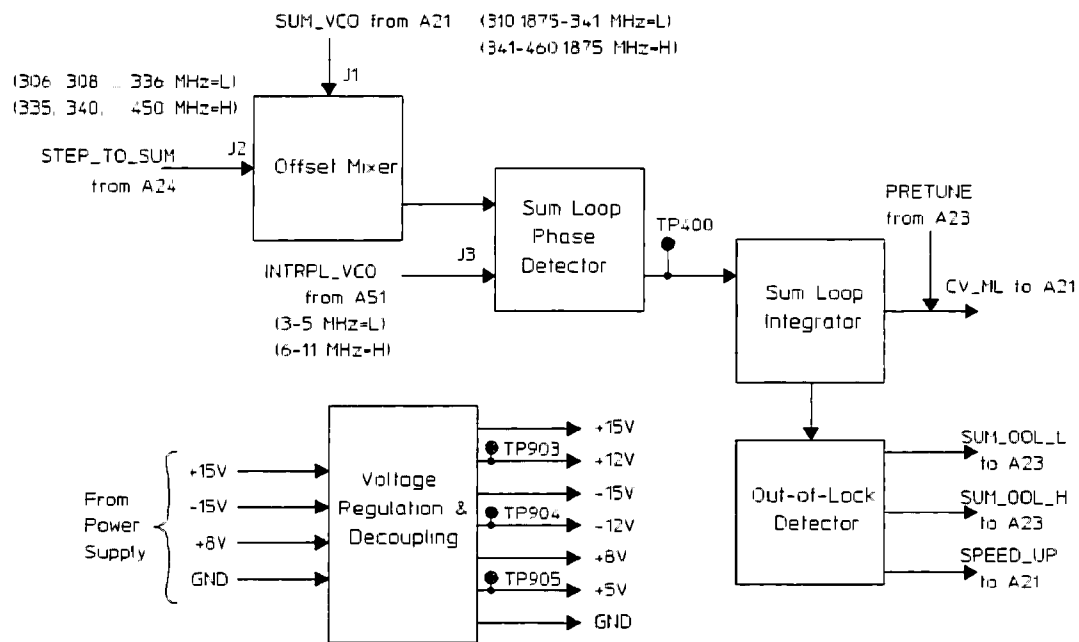 SUM_VCO from A21
(310 1875-341 MHz=L)
(341-460 1875 MHz=H)
J1
(306 308 ... 336 MHz=L)
(335, 340, 450 MHz=H)
J2
STEP_TO_SUM
from A24
Offset Mixer
Sum Loop
Phase
Detector
TP400
J3
INTRPL_VCO
from A51
(3-5 MHz=L)
(6-11 MHz=H)
PRETUNE
from A23
Sum Loop
Integrator
CV_ML to A21
Out-of-Lock
Detector
SUM_OOL_L
to A23
SUM_OOL_H
to A23
SPEED_UP
to A21
From
Power
Supply
+15V
-15V
+8V
GND
Voltage
Regulation &
Decoupling
+15V
TP903
+12V
-15V
TP904
-12V
+8V
TP905
+5V
GND